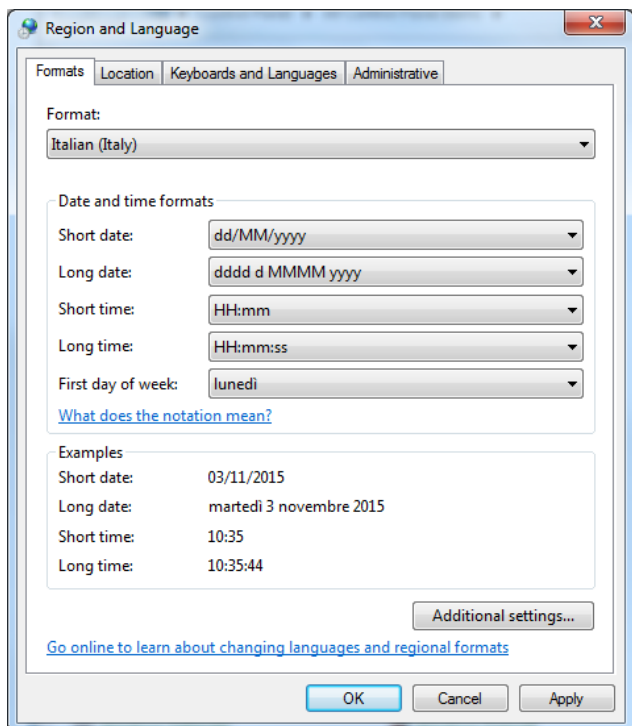 Region and Language
Formats Location Keyboards and Languages Administrative
Format:
Italian (Italy)
Date and time formats
Short date: dd/MM/yyyy
Long date: dddd d MMMM yyyy
Short time: HH:mm
Long time: HH:mm:ss
First day of week: lunedì
What does the notation mean?
Examples
Short date: 03/11/2015
Long date: martedì 3 novembre 2015
Short time: 10:35
Long time: 10:35:44
Additional settings...
Go online to learn about changing languages and regional formats
OK Cancel Apply